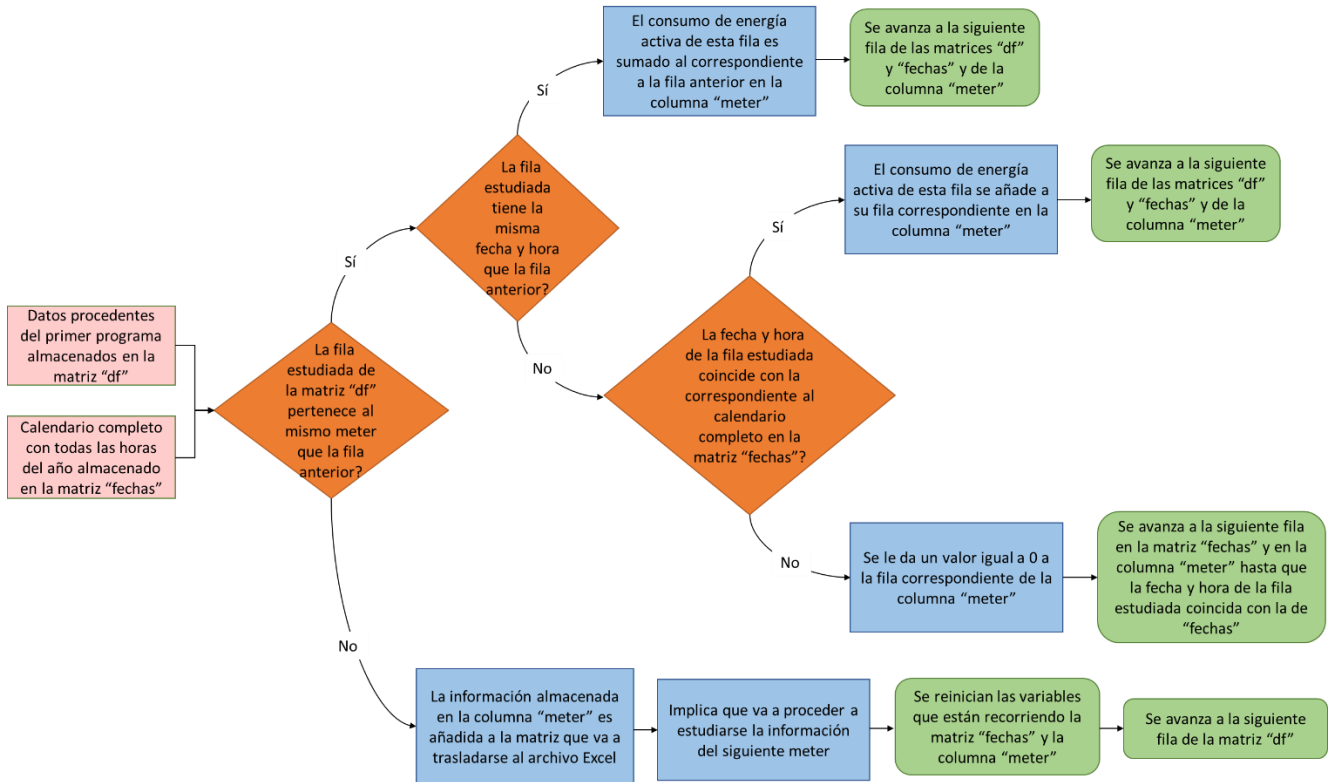 Datos procedentes
del primer programa
almacenados en la
matriz “df”
Calendario completo
con todas las horas
del año almacenado
en la matriz “fechas”
La fila
estudiada de
la matriz “df”
pertenece al
mismo meter
que la fila
anterior?
Sí
La fila
estudiada
tiene la
misma
fecha y hora
que la fila
anterior?
Sí
El consumo de energía
activa de esta fila es
sumado al correspondiente
a la fila anterior en la
columna “meter”
Se avanza a la siguiente
fila de las matrices “df”
y “fechas” y de la
columna “meter”
No
La fecha y hora
de la fila estudiada
coincide con la
correspondiente al
calendario
completo en la
matriz “fechas”?
Sí
El consumo de energía
activa de esta fila se añade a
su fila correspondiente en la
columna “meter”
Se avanza a la siguiente
fila de las matrices “df”
y “fechas” y de la
columna “meter”
No
Se le da un valor igual a 0 a
la fila correspondiente de la
columna “meter”
Se avanza a la siguiente fila
en la matriz “fechas” y en la
columna “meter” hasta que
la fecha y hora de la fila
estudiada coincida con la de
“fechas”
No
La información almacenada
en la columna “meter” es
añadida a la matriz que va a
trasladarse al archivo Excel
Implica que va a proceder a
estudiarse la información
del siguiente meter
Se reinician las variables
que están recorriendo la
matriz “fechas” y la
columna “meter”
Se avanza a la siguiente
fila de la matriz “df”